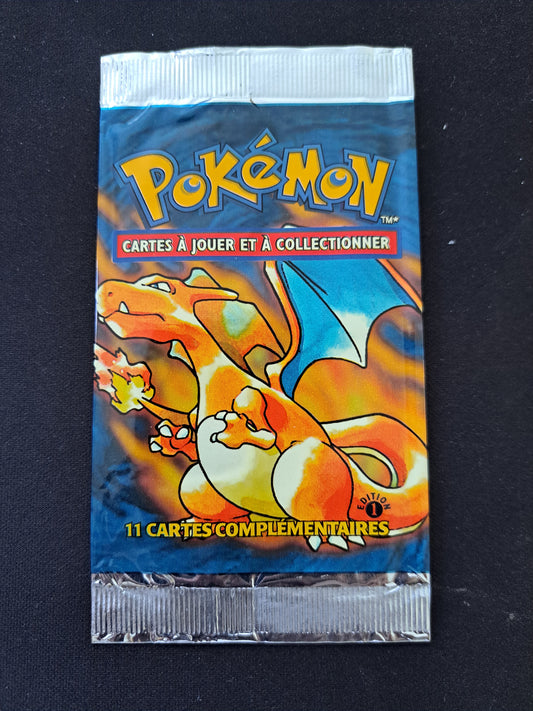 POKéMON
TM*
CARTES À JOUER ET À COLLECTIONNER
EDITION
1
11 CARTES COMPLÉMENTAIRES